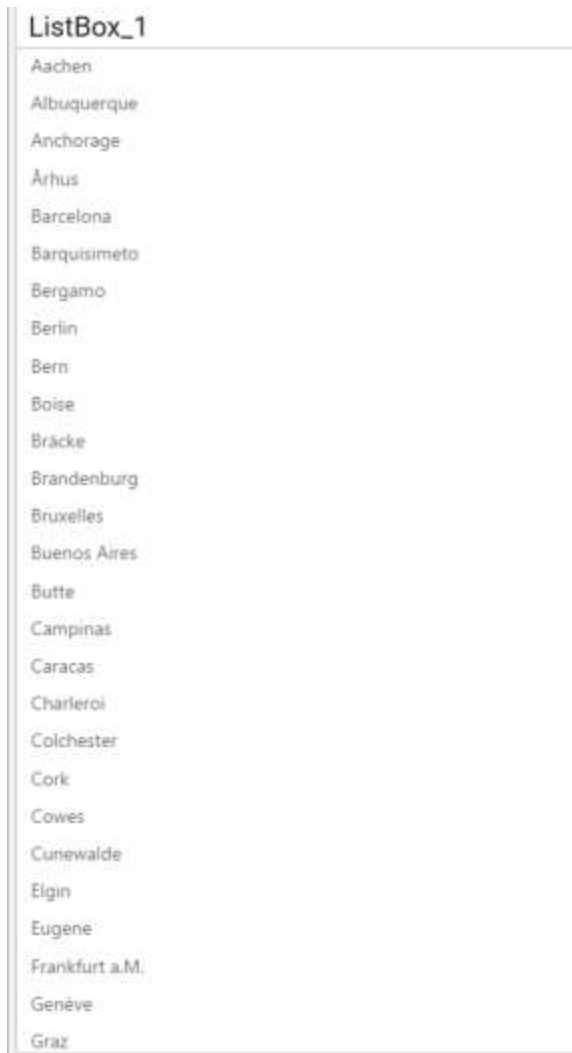 ListBox_1
Aachen
Albuquerque
Anchorage
Århus
Barcelona
Barquisimeto
Bergamo
Berlin
Bern
Boise
Bräcke
Brandenburg
Bruxelles
Buenos Aires
Butte
Campinas
Caracas
Charleroi
Colchester
Cork
Cowes
Cunewalde
Elgin
Eugene
Frankfurt a.M.
Genève
Graz